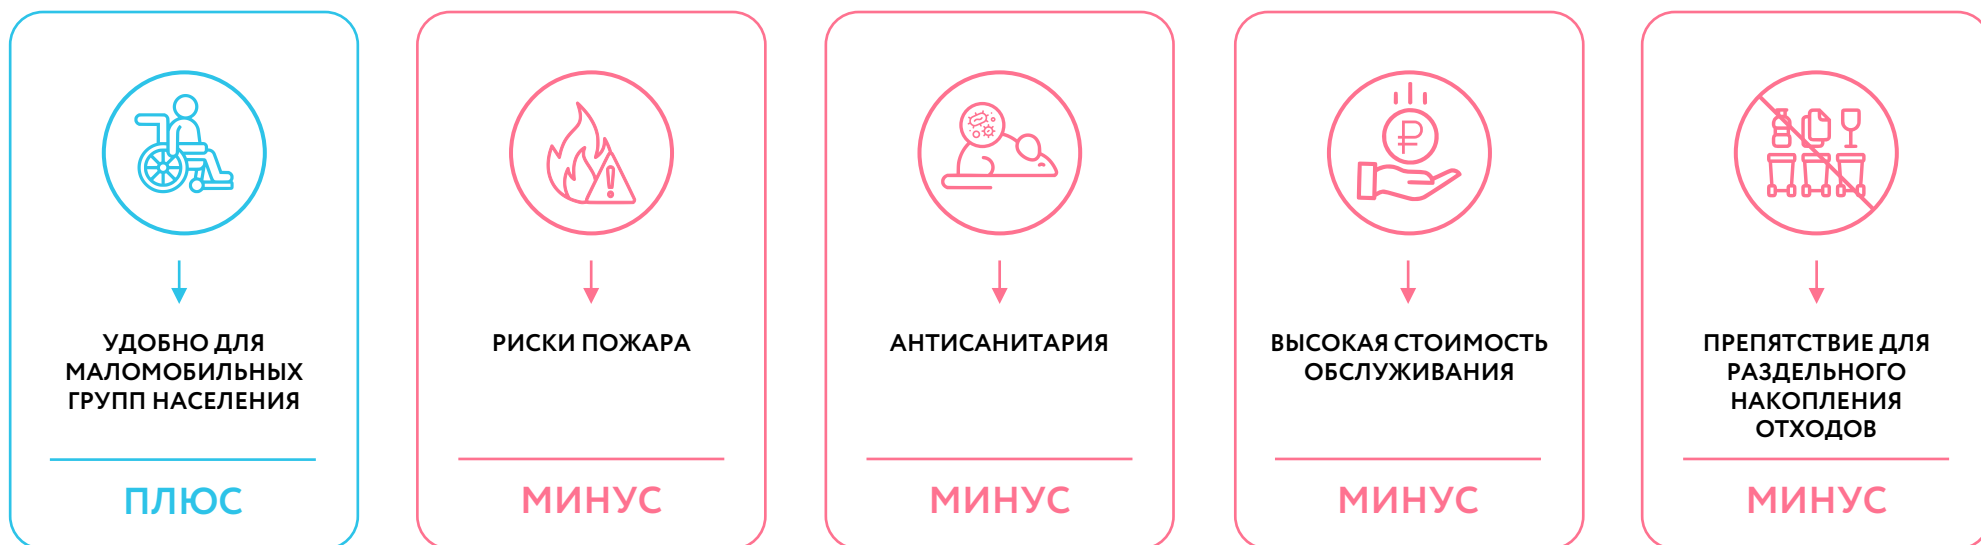 УДОБНО ДЛЯ
МАЛОМОБИЛЬНЫХ
ГРУПП НАСЕЛЕНИЯ
ПЛЮС
РИСКИ ПОЖАРА
МИНУС
АНТИСАНИТАРИЯ
МИНУС
ВЫСОКАЯ СТОИМОСТЬ
ОБСЛУЖИВАНИЯ
МИНУС
ПРЕПЯТСТВИЕ ДЛЯ
РАЗДЕЛЬНОГО
НАКОПЛЕНИЯ
ОТХОДОВ
МИНУС